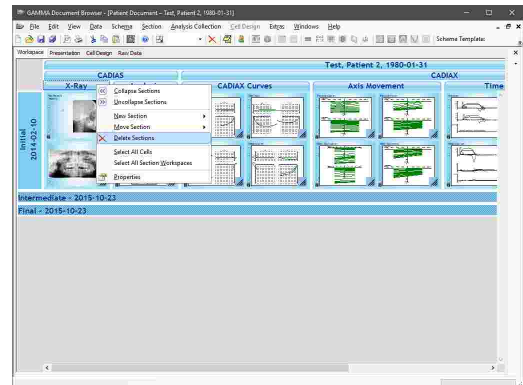 GAMMA Document Browser - [Patient Document - Test, Patient 2, 1980-01-31]
File Edit View Data Schema Section Analysis Collection Cell Design Extras Windows Help
Scheme Template:
Workspace Presentation Cell Design Raw Data
Test, Patient 2, 1980-01-31
CADIAS CADIAX
X-Ray CADIAX Curves Axis Movement Time
Initial
2014-02-10
Collapse Sections
Uncollapse Sections
New Section
Move Section
Delete Sections
Select All Cells
Select All Section Workspaces
Properties
Intermediate - 2015-10-23
Final - 2015-10-23